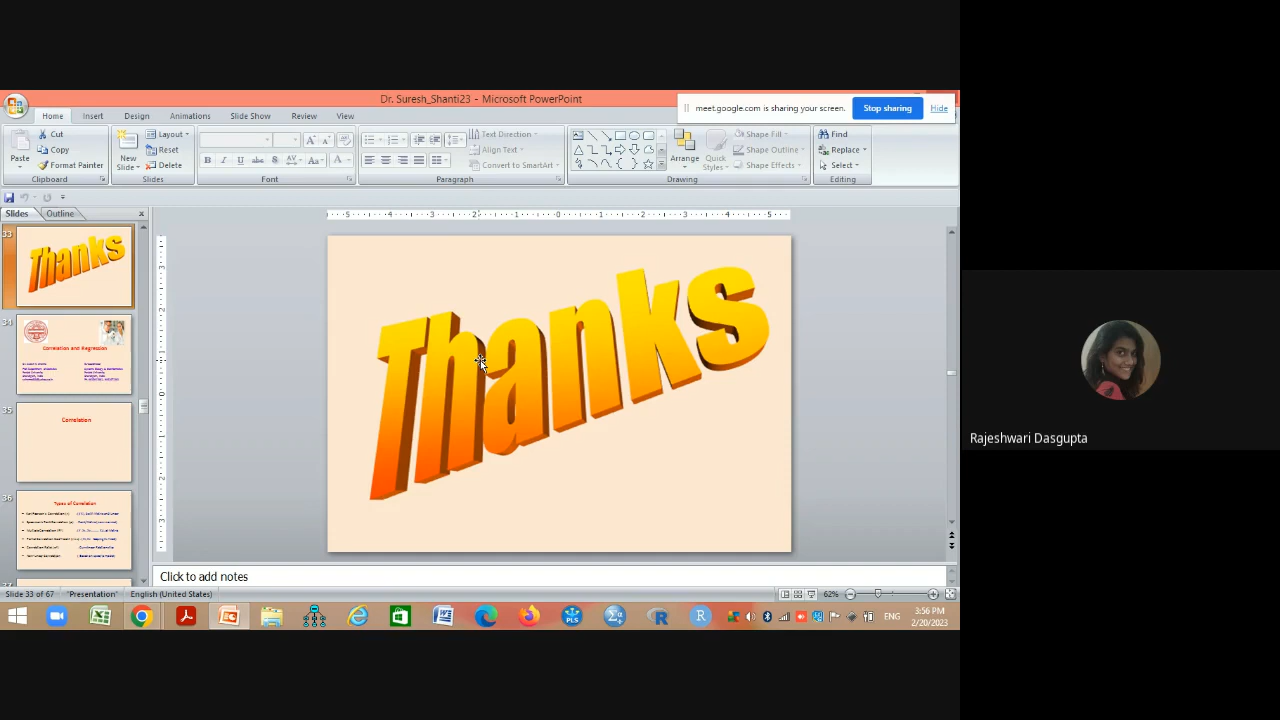 Dr. Suresh_Shanti23 - Microsoft PowerPoint
meet.google.com is sharing your screen.
Stop sharing
Hide
Home Insert Design Animations Slide Show Review View
Paste
Cut
Copy
Format Painter
Clipboard
New Slide
Layout
Reset
Delete
Slides
Font
Text Direction
Align Text
Convert to SmartArt
Paragraph
Arrange
Quick Styles
Shape Fill
Shape Outline
Shape Effects
Drawing
Find
Replace
Select
Editing
Slides Outline
33
Thanks
34
Correlation and Regression
35
Correlation
36
Types of Correlation
Thanks
Click to add notes
Slide 33 of 67
"Presentation"
English (United States)
62%
ENG
3:56 PM
2/20/2023
Rajeshwari Dasgupta